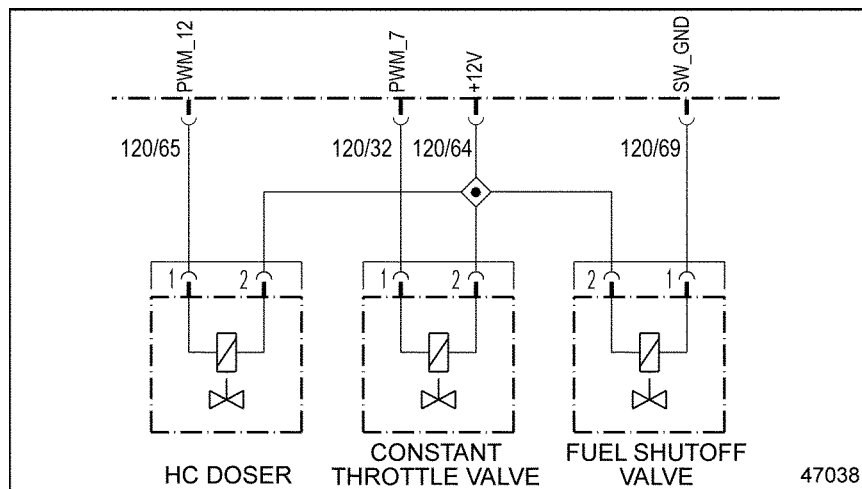 PWM_12 PWM_7 +12V SW_GND
120/65 120/32 120/64 120/69
1 2 1 2 2 1
HC DOSER
CONSTANT
THROTTLE VALVE
FUEL SHUTOFF
VALVE
47038